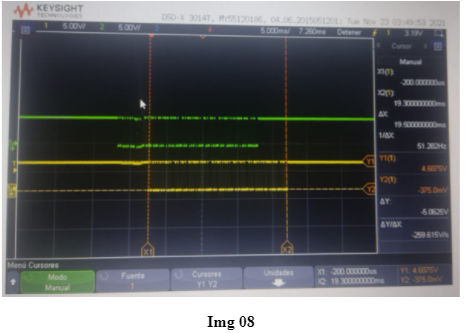 KEYSIGHT
TECHNOLOGIES
DSO-X 3014T, MY55120186, 04.06.2015051201: Tue Nov 23 03:49:53 2021
1 5.00V/ 2 5.00V/ 3 4 5.000ms/ 7.260ms Detener 1 3.19V
Cursor
Manual
X1(1):
-200.000000us
X2(1):
19.3000000000ms
ΔX:
19.5000000000ms
1/ΔX:
51.282Hz
Y1(1):
4.6875V
Y2(1):
-375.0mV
ΔY:
-5.0625V
ΔY/ΔX:
-259.615V/s
Y1
Y2
X1
X2
Menú Cursores
Modo
Manual
Fuente
1
Cursores
Y1 Y2
Unidades
X1: -200.000000us
X2: 19.3000000000ms
Y1: 4.6875V
Y2: -375.0mV
Img 08